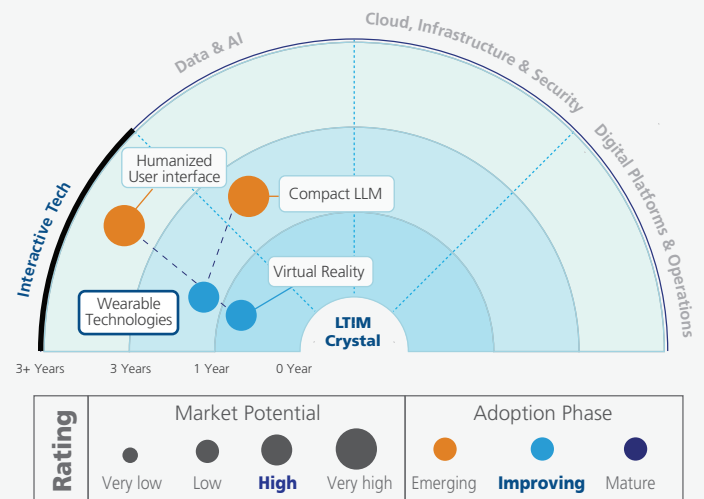 Data & AI
Cloud, Infrastructure & Security
Digital Platforms & Operations
Interactive Tech
Humanized
User interface
Compact LLM
Virtual Reality
Wearable
Technologies
LTIM
Crystal
3+ Years
3 Years
1 Year
0 Year
Rating
Market Potential
Very low
Low
High
Very high
Adoption Phase
Emerging
Improving
Mature